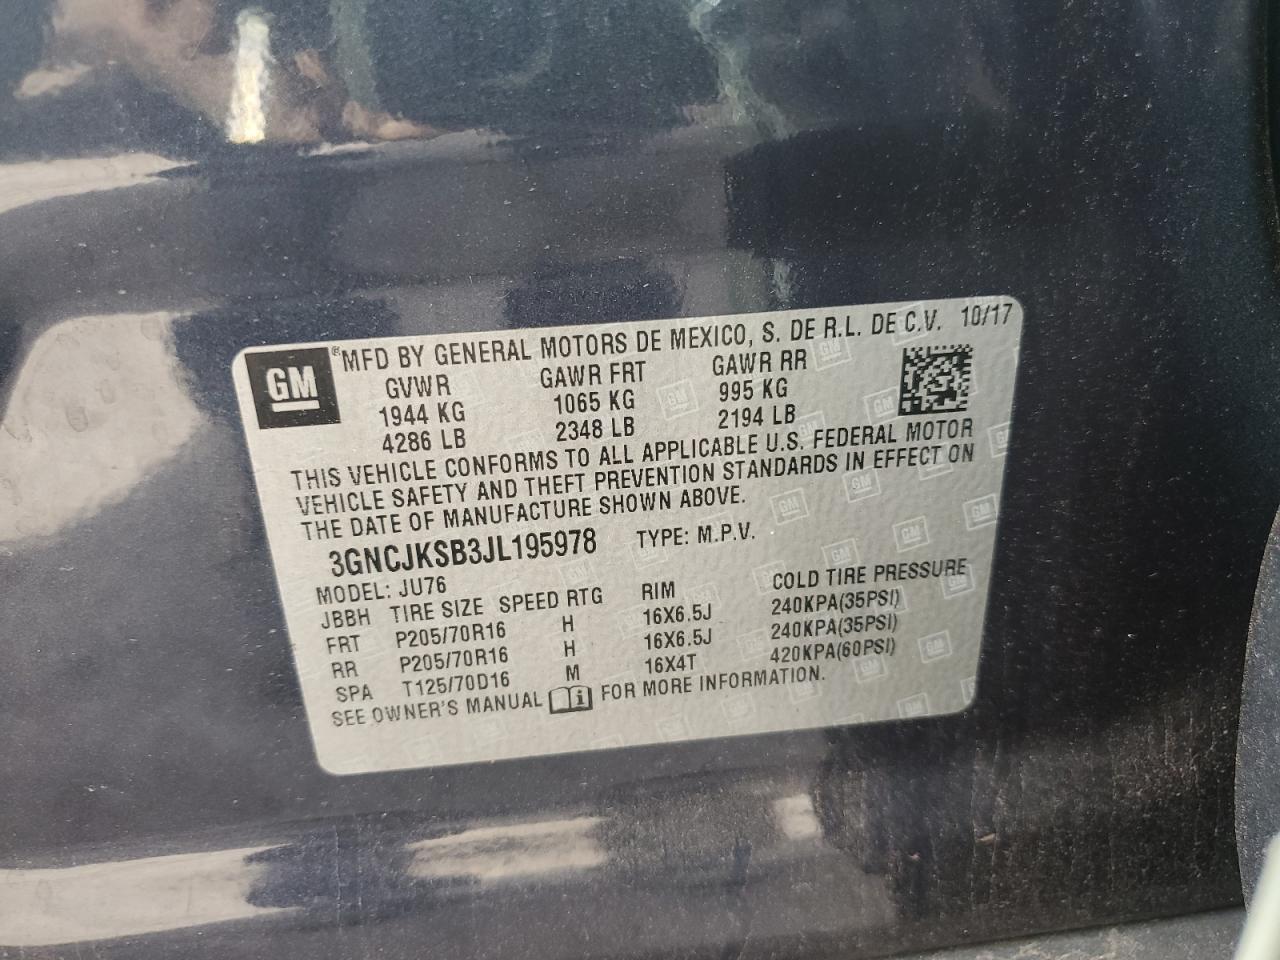 GM ® MFD BY GENERAL MOTORS DE MEXICO, S. DE R.L. DE C.V. 10/17
GVWR GAWR FRT GAWR RR
1944 KG 1065 KG 995 KG
4286 LB 2348 LB 2194 LB
THIS VEHICLE CONFORMS TO ALL APPLICABLE U.S. FEDERAL MOTOR
VEHICLE SAFETY AND THEFT PREVENTION STANDARDS IN EFFECT ON
THE DATE OF MANUFACTURE SHOWN ABOVE.
3GNCJKSB3JL195978 TYPE: M.P.V.
MODEL: JU76
JBBH TIRE SIZE SPEED RTG RIM COLD TIRE PRESSURE
FRT P205/70R16 H 16X6.5J 240KPA(35PSI)
RR P205/70R16 H 16X6.5J 240KPA(35PSI)
SPA T125/70D16 M 16X4T 420KPA(60PSI)
SEE OWNER'S MANUAL i FOR MORE INFORMATION.